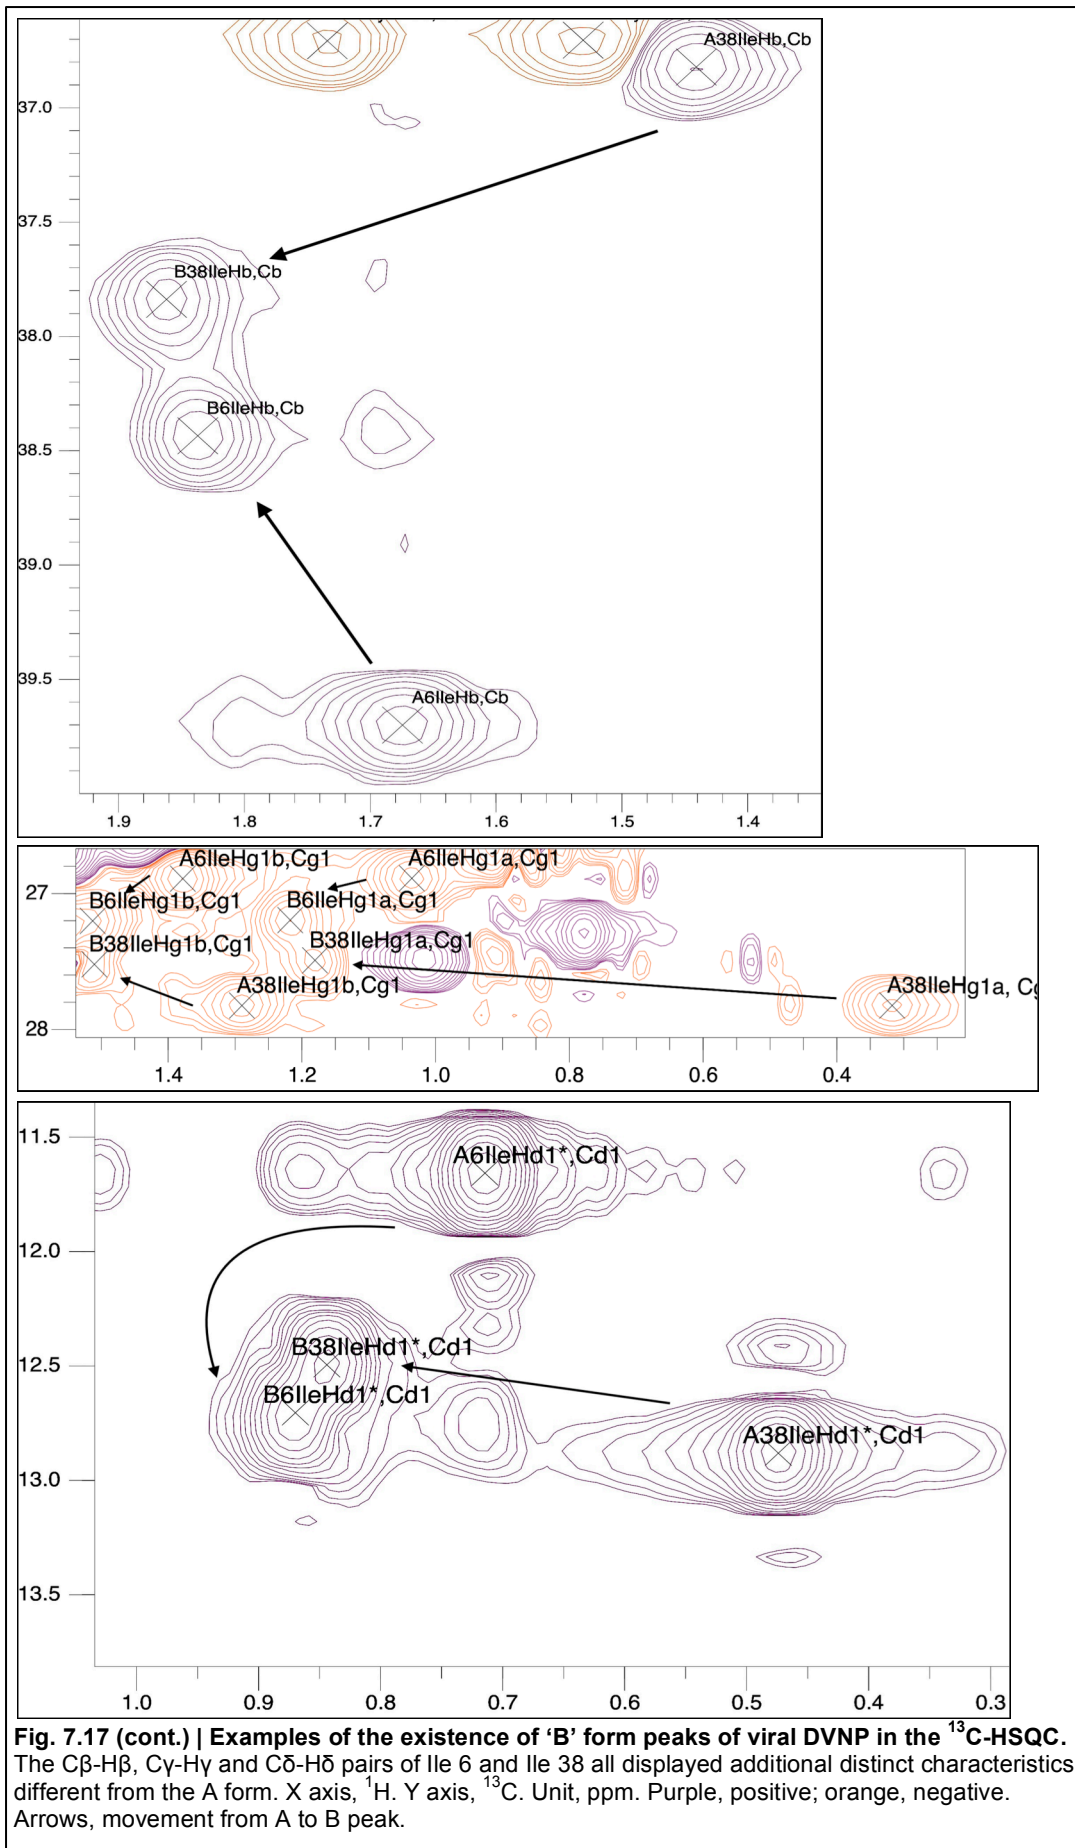 A38IleHb,Cb
37.0
37.5
B38IleHb,Cb
38.0
B6IleHb,Cb
38.5
39.0
39.5
A6IleHb,Cb
1.9 1.8 1.7 1.6 1.5 1.4
A6IleHg1b,Cg1 A6IleHg1a,Cg1
27
B6IleHg1b,Cg1 B6IleHg1a,Cg1
B38IleHg1b,Cg1 B38IleHg1a,Cg1
A38IleHg1b,Cg1 A38IleHg1a, Cg
28
1.4 1.2 1.0 0.8 0.6 0.4
11.5
A6IleHd1*,Cd1
12.0
B38IleHd1*,Cd1
12.5
B6IleHd1*,Cd1
A38IleHd1*,Cd1
13.0
13.5
1.0 0.9 0.8 0.7 0.6 0.5 0.4 0.3
Fig. 7.17 (cont.) | Examples of the existence of ‘B’ form peaks of viral DVNP in the ¹³C-HSQC.
The Cβ-Hβ, Cγ-Hγ and Cδ-Hδ pairs of Ile 6 and Ile 38 all displayed additional distinct characteristics
different from the A form. X axis, ¹H. Y axis, ¹³C. Unit, ppm. Purple, positive; orange, negative.
Arrows, movement from A to B peak.